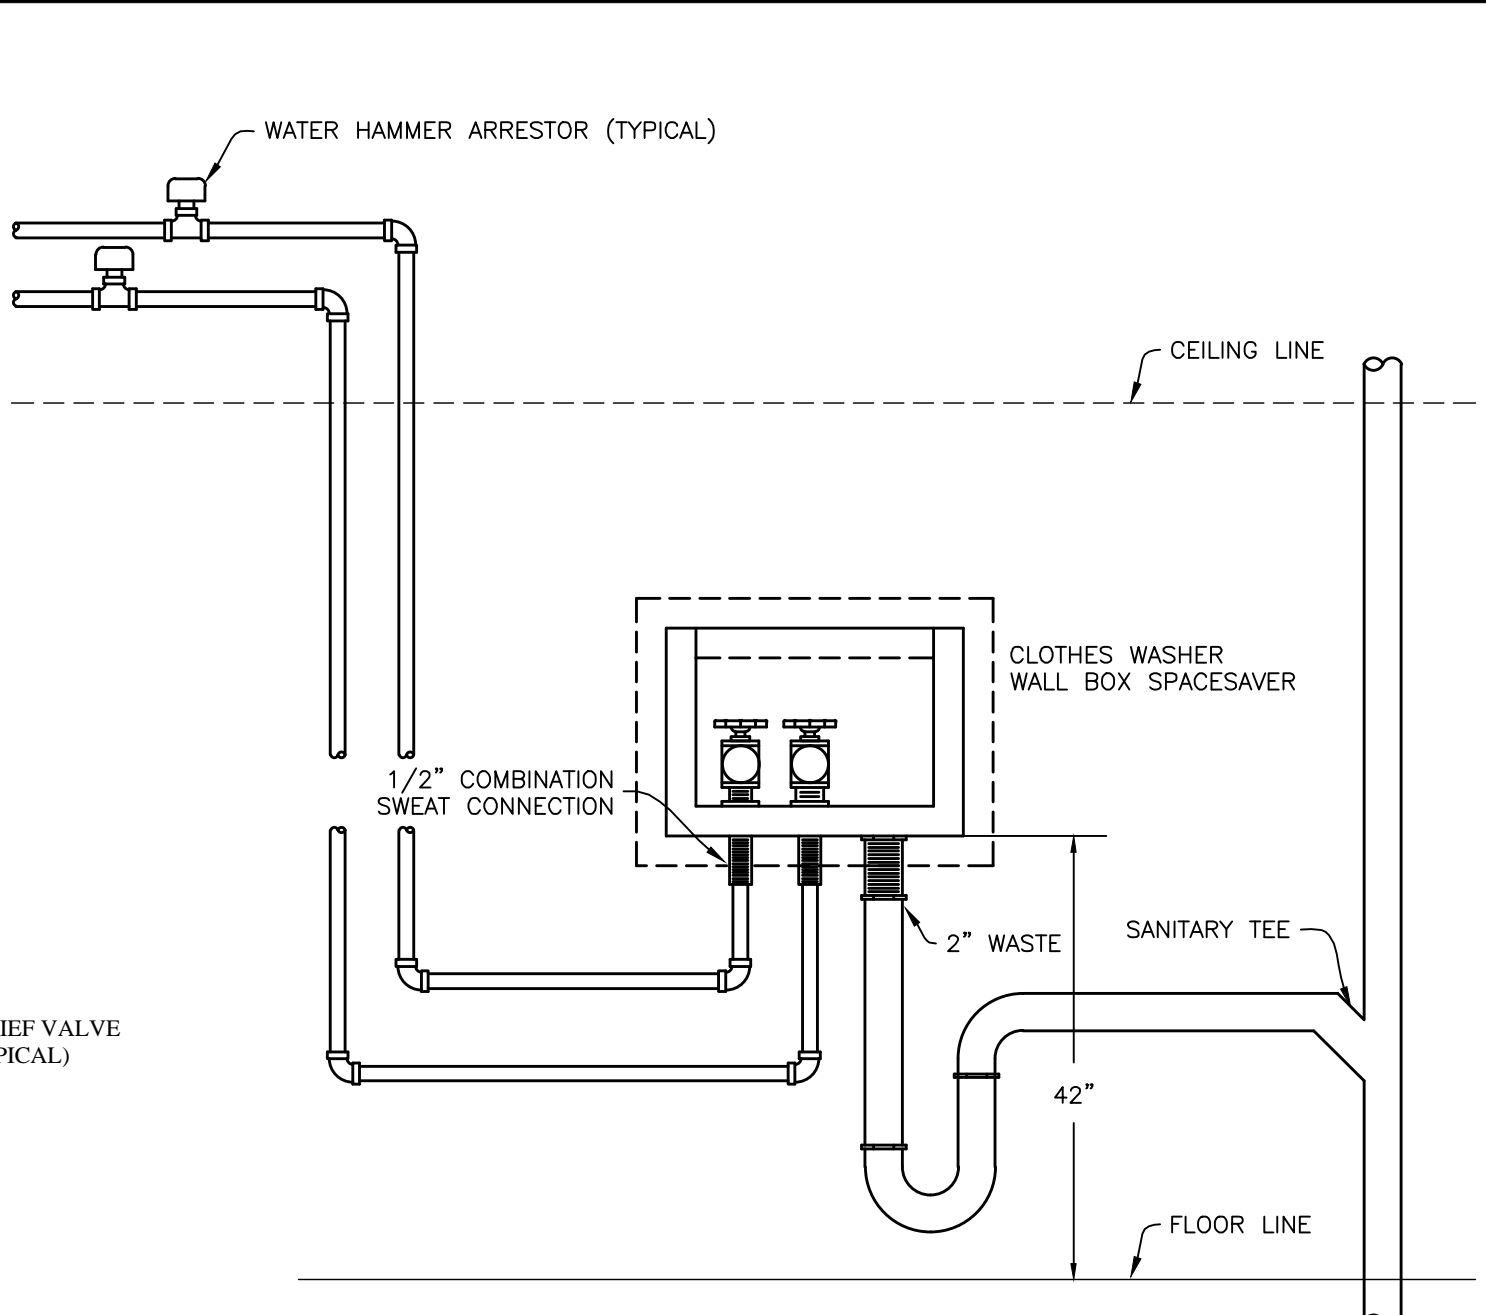 WATER HAMMER ARRESTOR (TYPICAL)
CEILING LINE
CLOTHES WASHER
WALL BOX SPACESAVER
1/2" COMBINATION
SWEAT CONNECTION
2" WASTE
SANITARY TEE
IEF VALVE
PICAL)
42"
FLOOR LINE